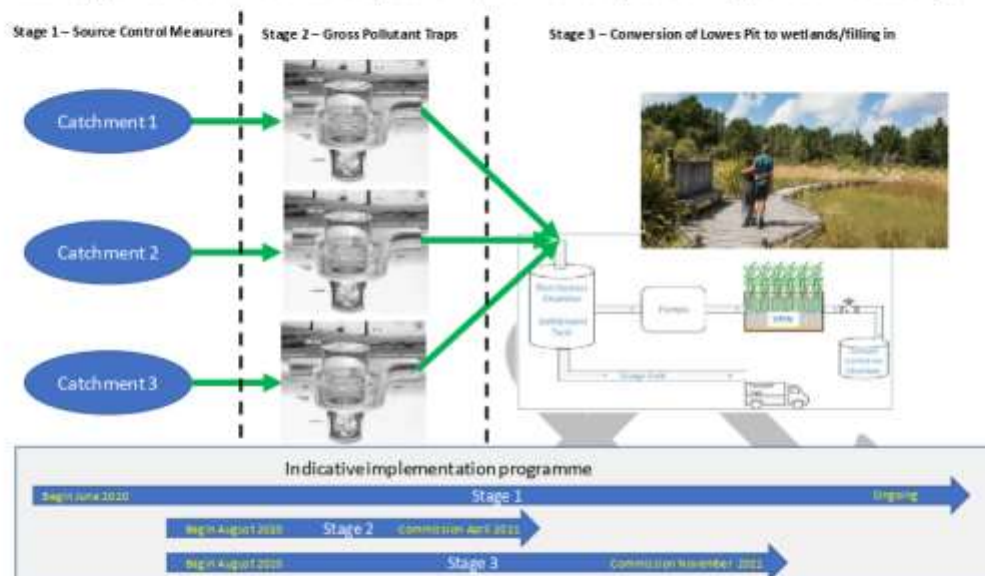 Stage 1 – Source Control Measures
Stage 2 – Gross Pollutant Traps
Stage 3 – Conversion of Lowes Pit to wetlands/filling in
Catchment 1
Catchment 2
Catchment 3
Pumps
Indicative implementation programme
Begin June 2020
Stage 1
Ongoing
Begin August 2020
Stage 2
Commission April 2021
Begin August 2020
Stage 3
Commission November 2021